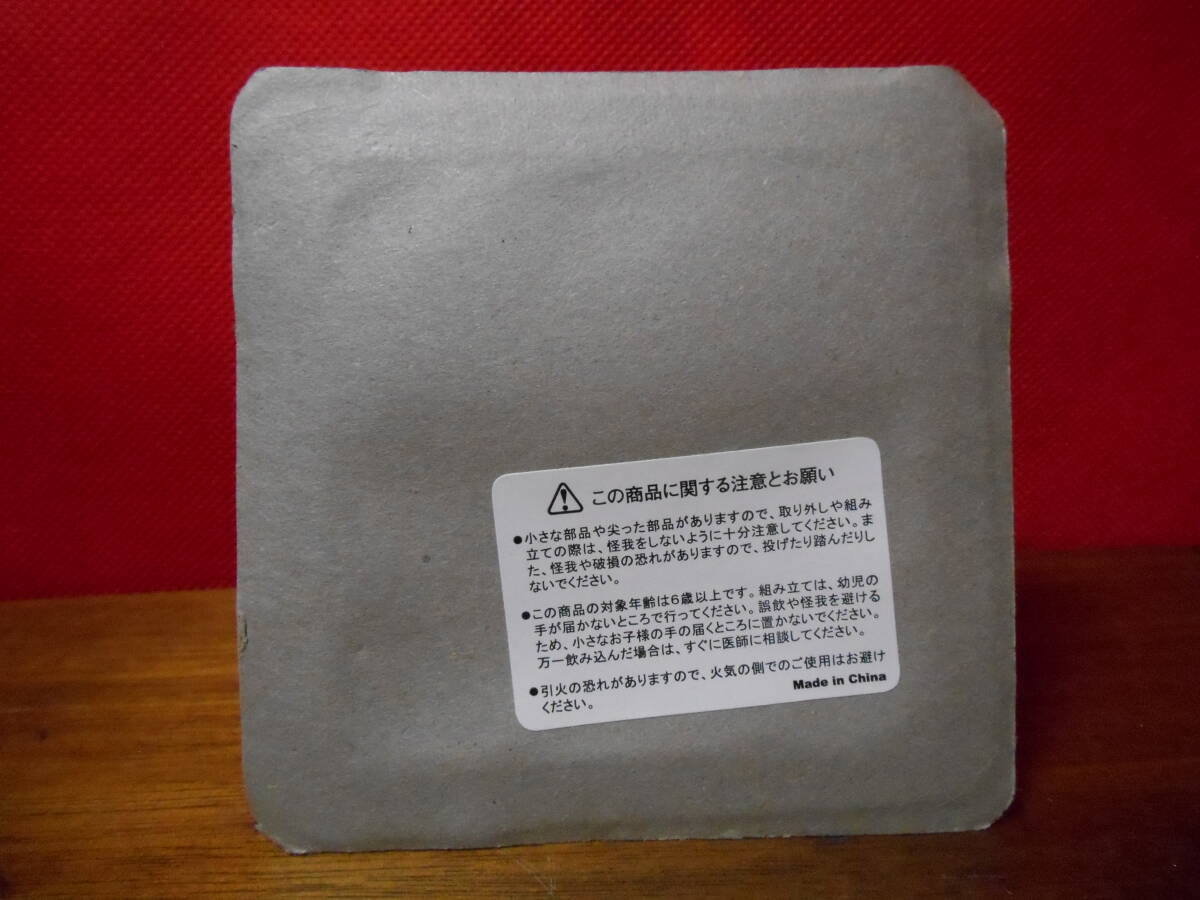 この商品に関する注意とお願い
●小さな部品や尖った部品がありますので、取り外しや組み
立ての際は、怪我をしないように十分注意してください。ま
た、怪我や破損の恐れがありますので、投げたり踏んだりし
ないでください。
●この商品の対象年齢は6歳以上です。組み立ては、幼児の
手が届かないところで行ってください。誤飲や怪我を避ける
ため、小さなお子様の手の届くところに置かないでください。
万一飲み込んだ場合は、すぐに医師に相談してください。
●引火の恐れがありますので、火気の側でのご使用はお避け
ください。
Made in China